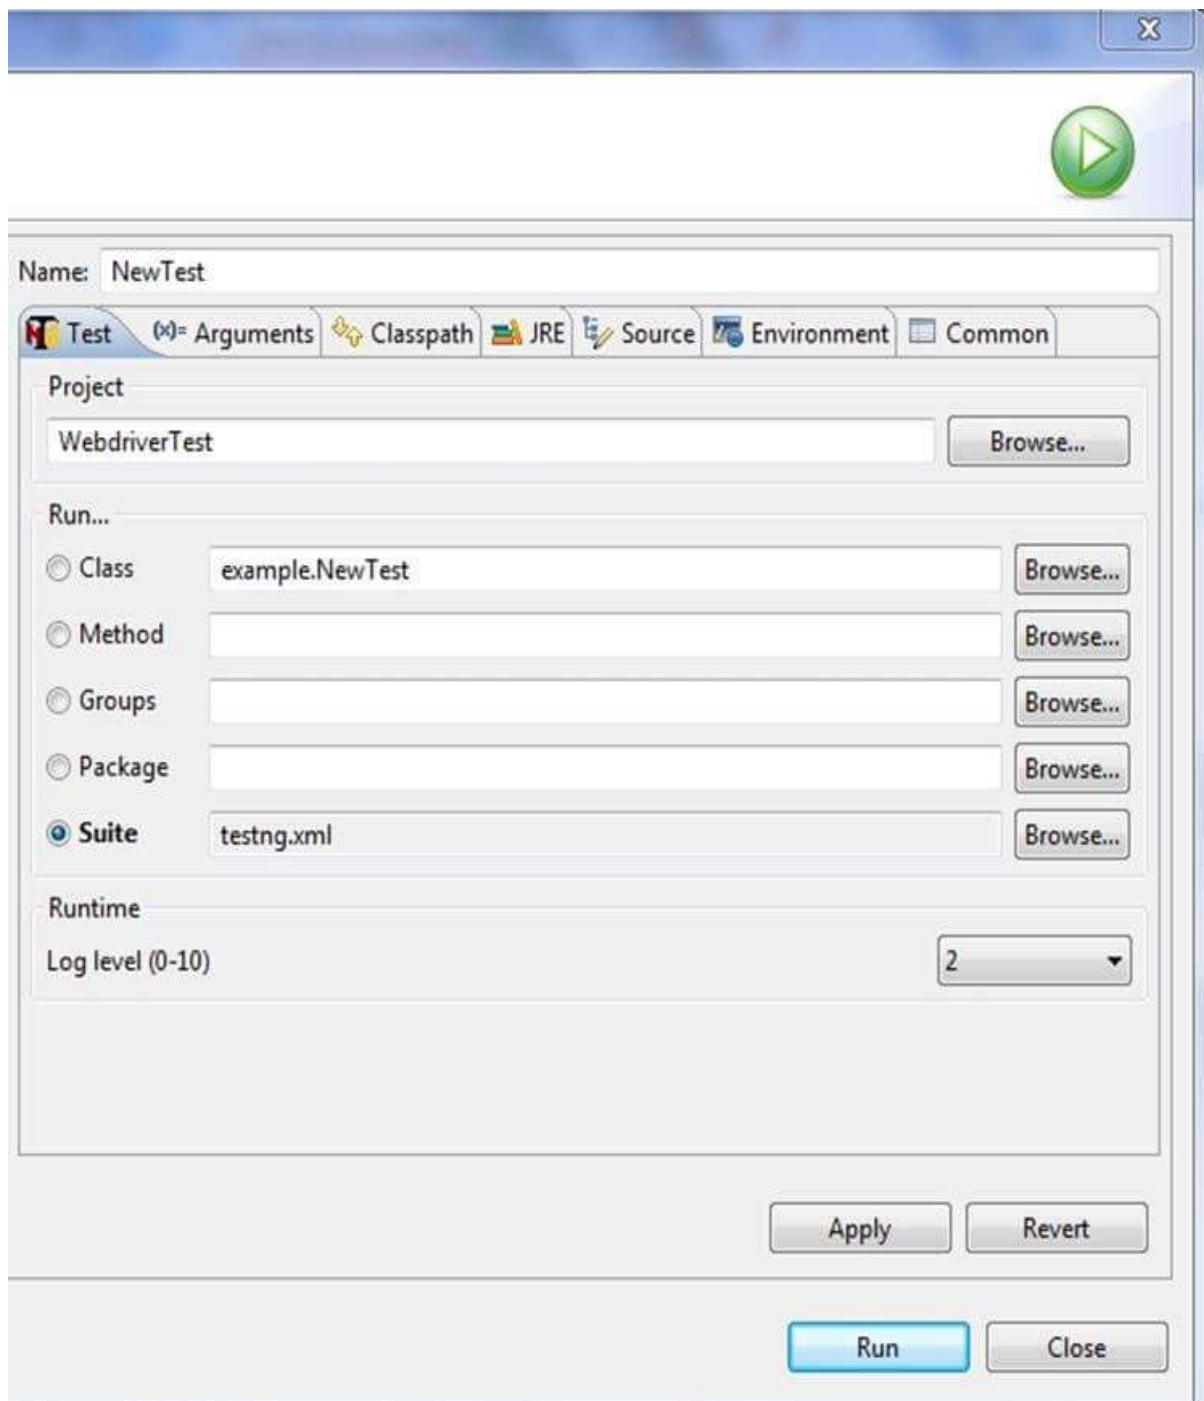 Name: NewTest
Test (x)= Arguments Classpath JRE Source Environment Common
Project
WebdriverTest Browse...
Run...
Class example.NewTest Browse...
Method Browse...
Groups Browse...
Package Browse...
Suite testng.xml Browse...
Runtime
Log level (0-10) 2
Apply Revert
Run Close